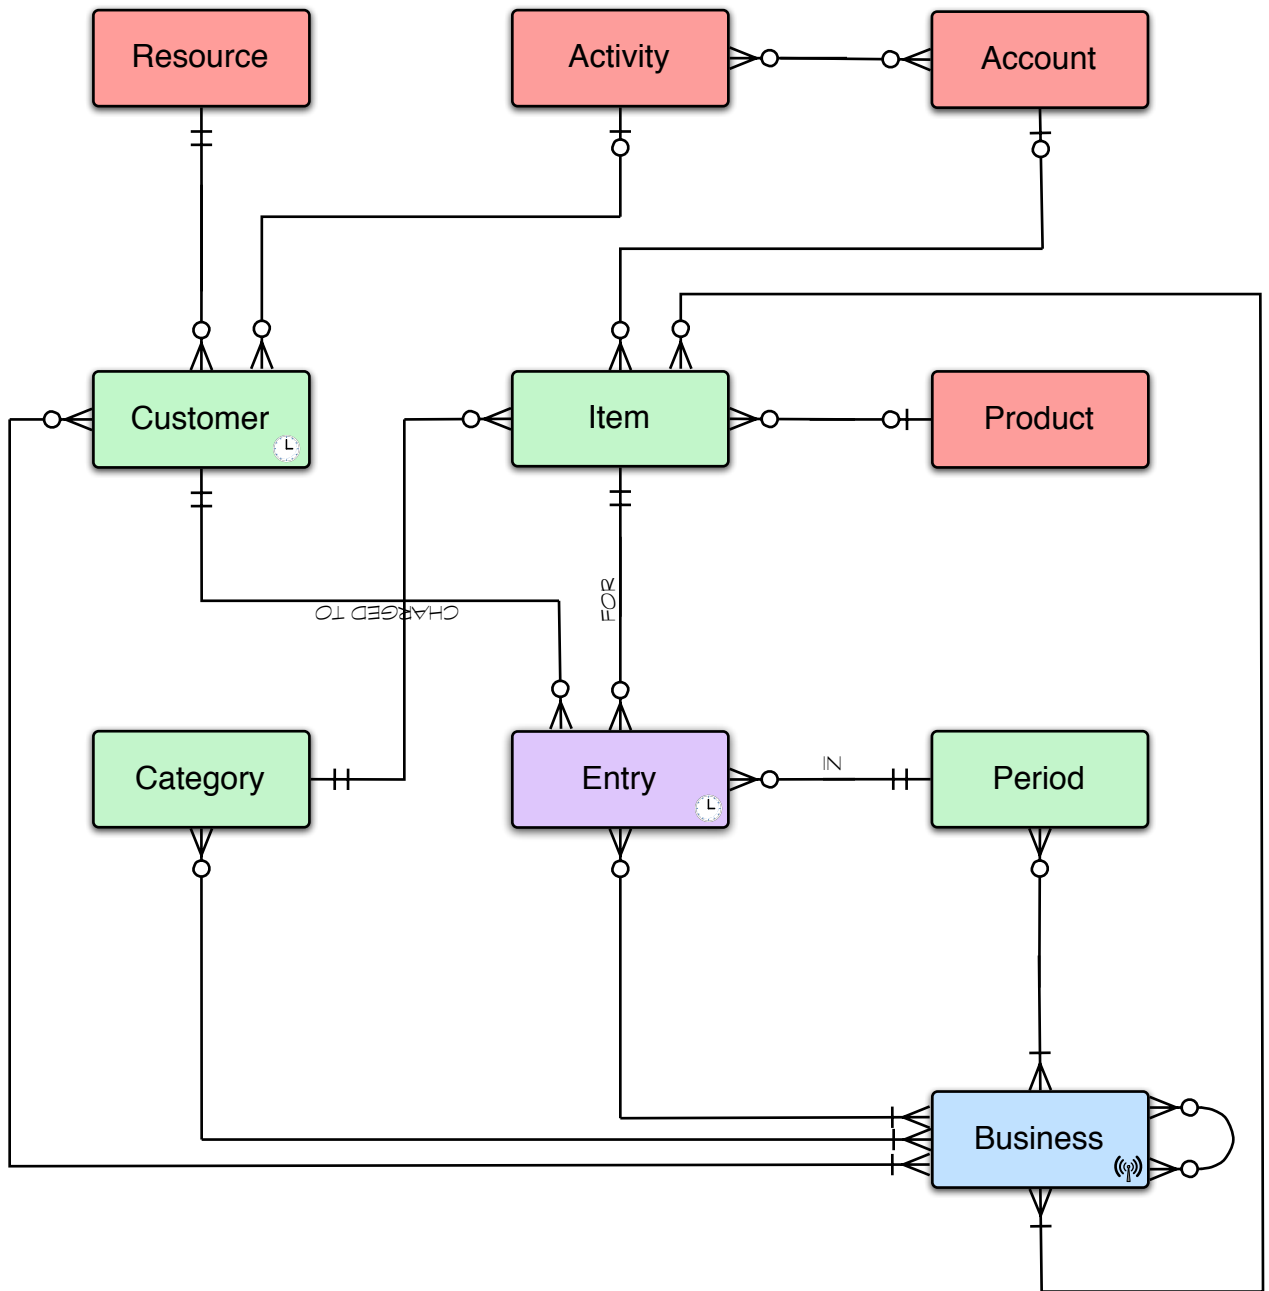 Resource
Activity
Account
Customer
Item
Product
CHARGED TO
FOR
Category
Entry
IN
Period
Business